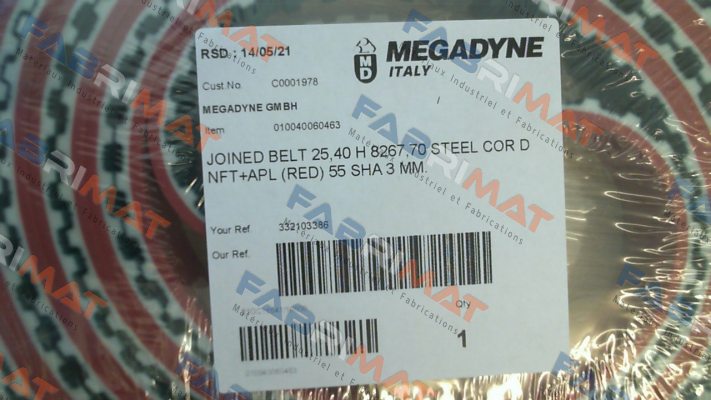 RSD.: 14/05/21
MEGADYNE
ITALY
Cust.No C0001978
MEGADYNE GMBH
Item 010040060463
JOINED BELT 25,40 H 8267,70 STEEL COR D
NFT+APL (RED) 55 SHA 3 MM.
Your Ref. 332103386
Our Ref.
QTY
1
010040060463
FABRIMAT
Matériaux Industriel et Fabrications